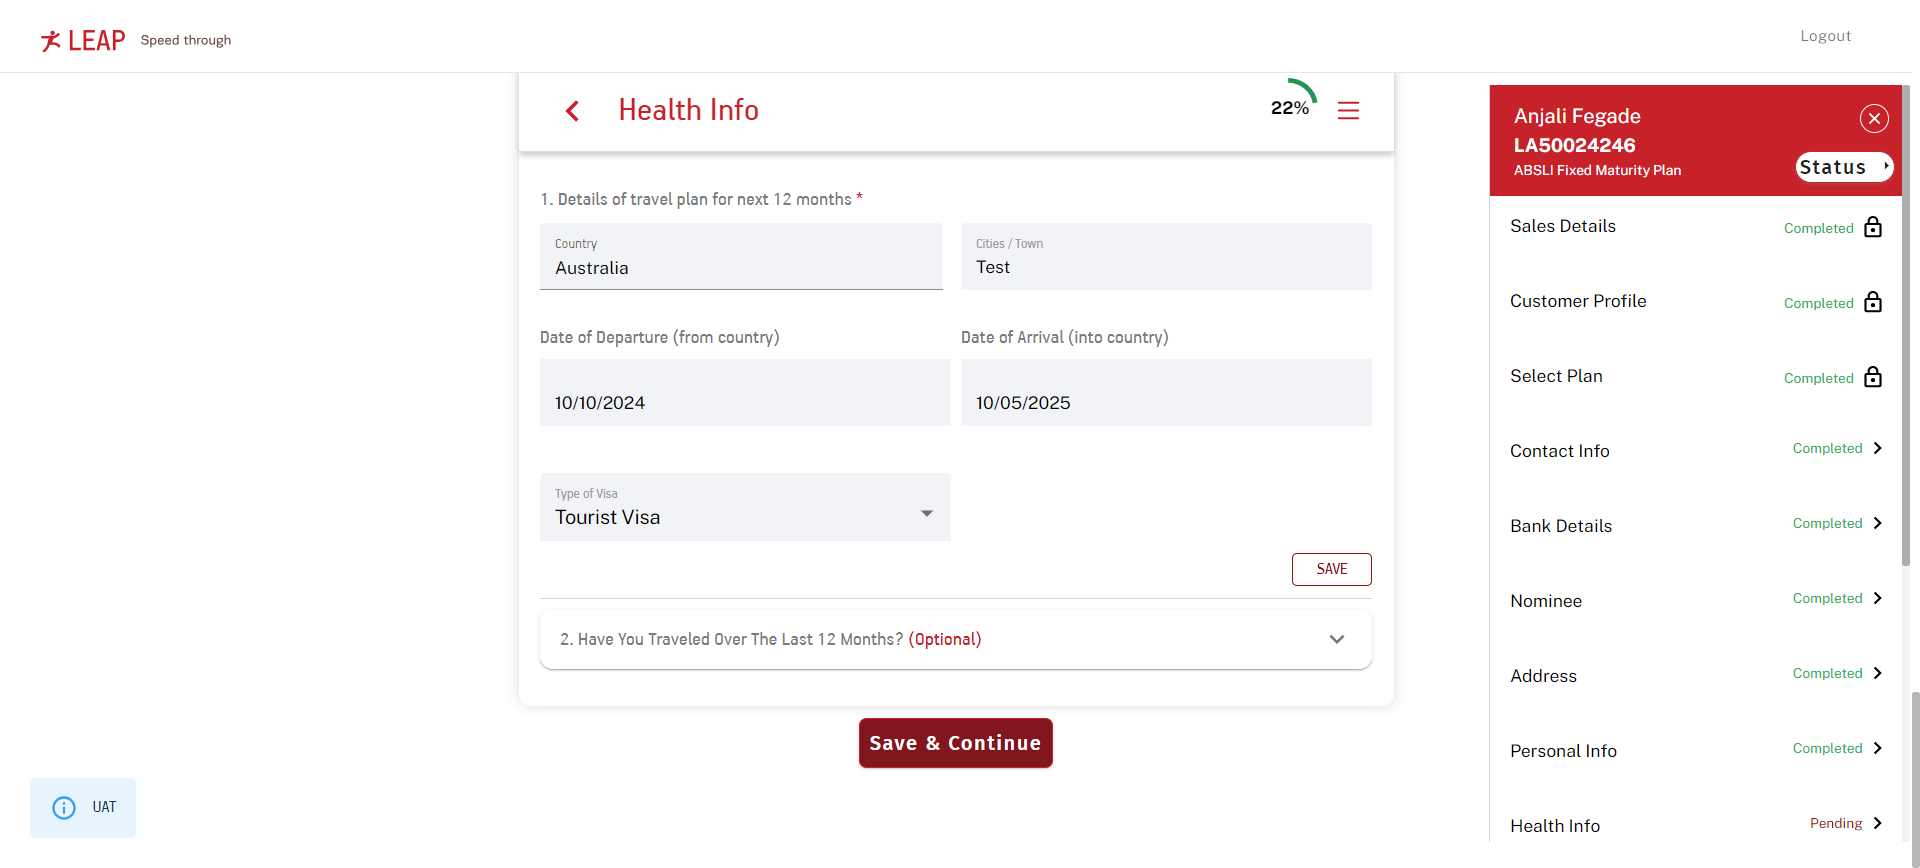 LEAP Speed through
Logout
Health Info
22%
1. Details of travel plan for next 12 months *
Country
Australia
Cities / Town
Test
Date of Departure (from country)
10/10/2024
Date of Arrival (into country)
10/05/2025
Type of Visa
Tourist Visa
SAVE
2. Have You Traveled Over The Last 12 Months? (Optional)
Save & Continue
UAT
Anjali Fegade
LA50024246
ABSLI Fixed Maturity Plan
Status
Sales Details Completed
Customer Profile Completed
Select Plan Completed
Contact Info Completed
Bank Details Completed
Nominee Completed
Address Completed
Personal Info Completed
Health Info Pending